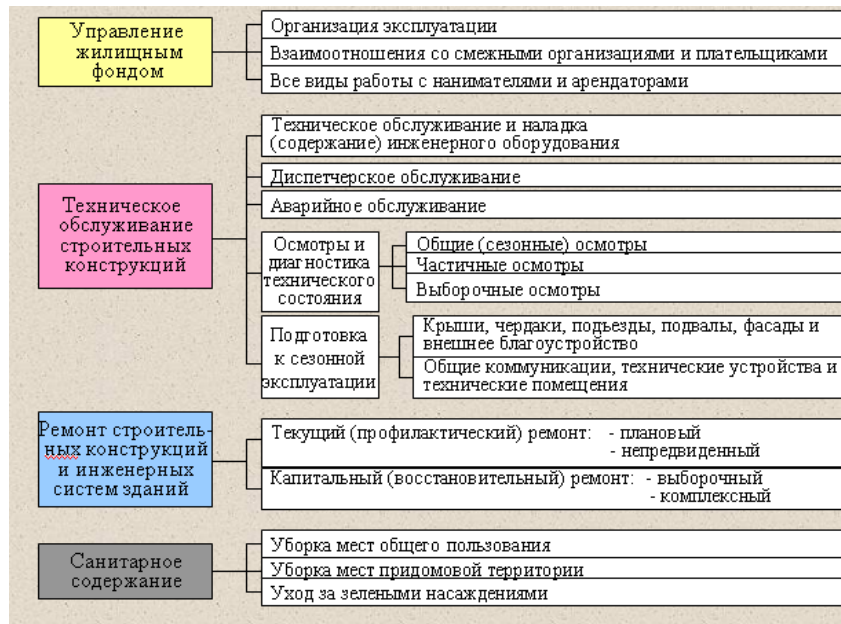 Управление
жилищным
фондом
Организация эксплуатации
Взаимоотношения со смежными организациями и плательщиками
Все виды работы с нанимателями и арендаторами
Техническое
обслуживание
строительных
конструкций
Техническое обслуживание и наладка
(содержание) инженерного оборудования
Диспетчерское обслуживание
Аварийное обслуживание
Осмотры и
диагностика
технического
состояния
Общие (сезонные) осмотры
Частичные осмотры
Выборочные осмотры
Подготовка
к сезонной
эксплуатации
Крыши, чердаки, подъезды, подвалы, фасады и
внешнее благоустройство
Общие коммуникации, технические устройства и
технические помещения
Ремонт строитель-
ных конструкций
и инженерных
систем зданий
Текущий (профилактический) ремонт: - плановый
- непредвиденный
Капитальный (восстановительный) ремонт: - выборочный
- комплексный
Санитарное
содержание
Уборка мест общего пользования
Уборка мест придомовой территории
Уход за зелеными насаждениями